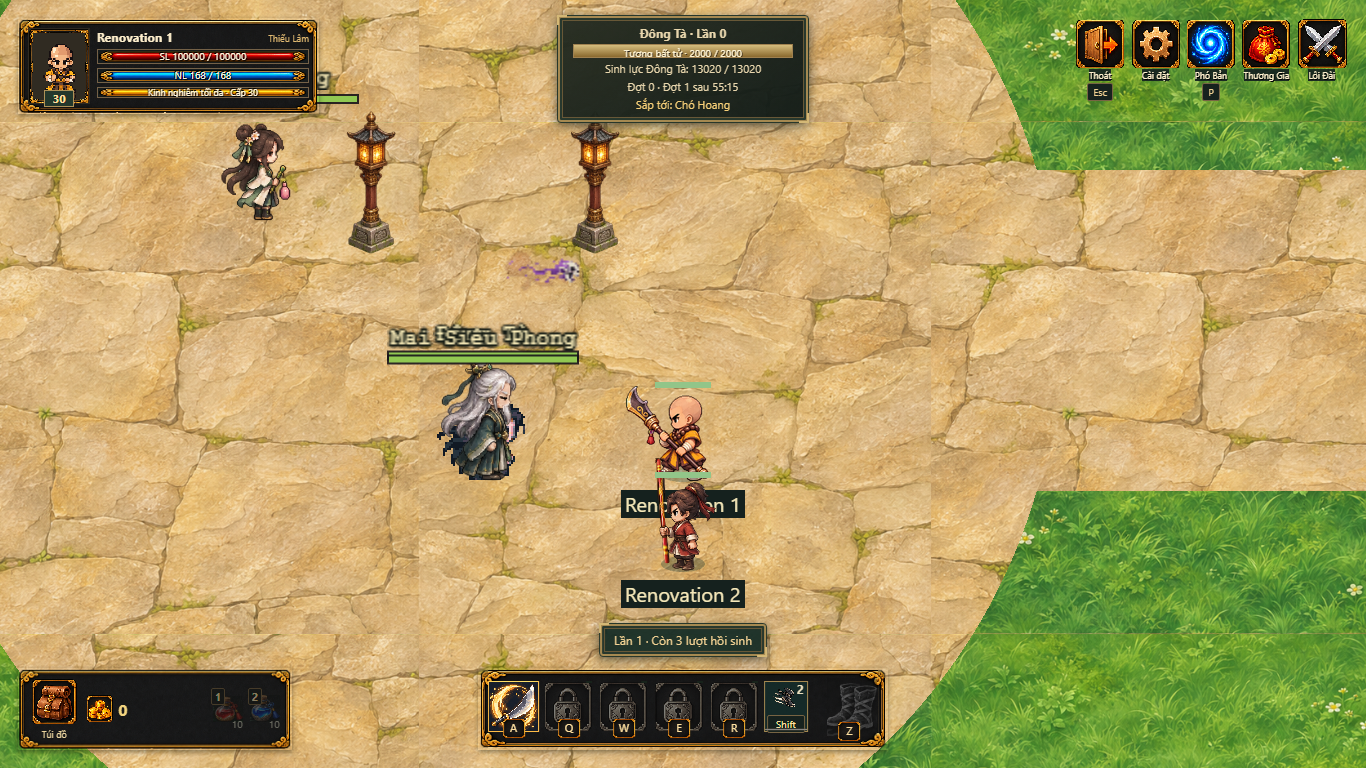 Renovation 1
Thiếu Lâm
SL 100000 / 100000
NL 168 / 168
Kinh nghiệm tối đa - Cấp 30
30
g
Đông Tà · Lần 0
Tượng bất tử · 2000 / 2000
Sinh lực Đông Tà: 13020 / 13020
Đợt 0 · Đợt 1 sau 55:15
Sắp tới: Chó Hoang
Thoát
Cài đặt
Phó Bản
Thương Gia
Lôi Đài
Esc
P
Mai Siêu Phong
Renovation 1
Renovation 2
Lần 1 · Còn 3 lượt hồi sinh
Túi đồ
0
1
10
2
10
A
Q
W
E
R
2
Shift
Z